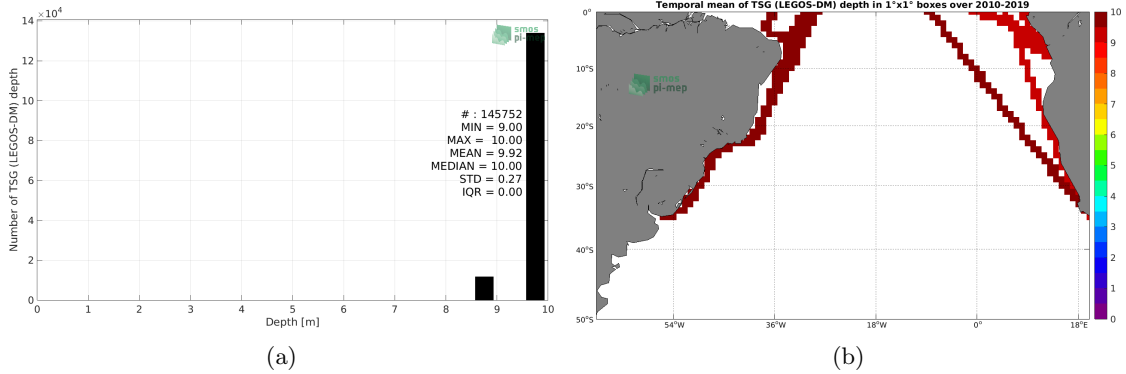 ×10⁴
14
12
10
8
6
4
2
0
Number of TSG (LEGOS-DM) depth
smos
pi-mep
# : 145752
MIN = 9.00
MAX = 10.00
MEAN = 9.92
MEDIAN = 10.00
STD = 0.27
IQR = 0.00
0 1 2 3 4 5 6 7 8 9 10
Depth [m]
(a)
Temporal mean of TSG (LEGOS-DM) depth in 1°x1° boxes over 2010-2019
0°
10°S
20°S
30°S
40°S
50°S
smos
pi-mep
54°W 36°W 18°W 0° 18°E
10
9
8
7
6
5
4
3
2
1
0
(b)